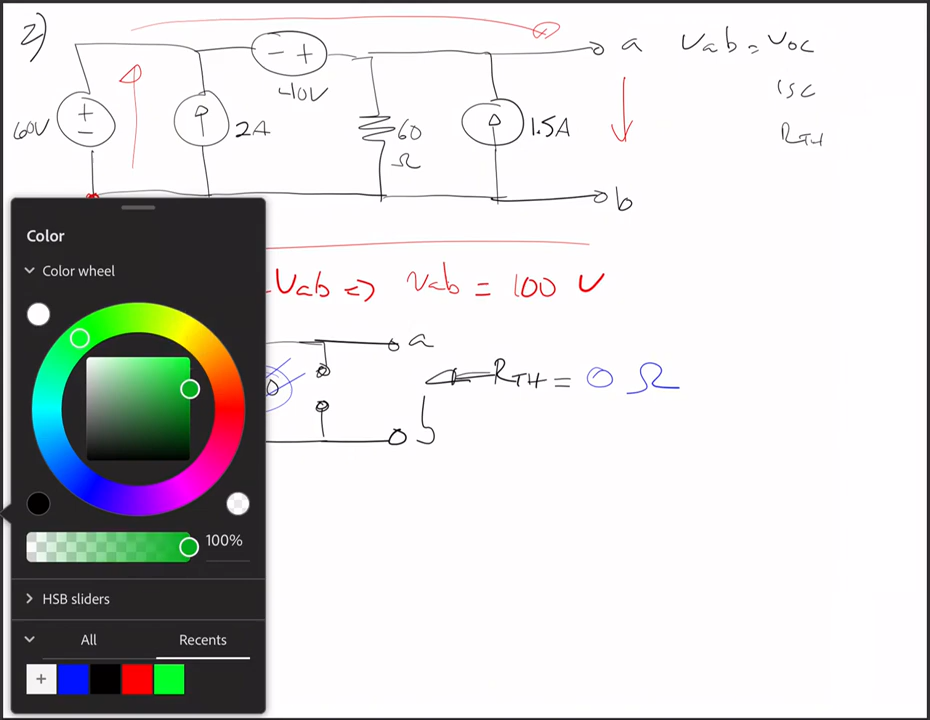 2)
- +
a Vab = VOC
40V
ISC
+
-
60V
2A
60
Ω
1.5A
RTH
b
Color
Color wheel
Vab ⇔ Vab = 100 V
a
RTH = 0 Ω
b
100%
HSB sliders
All Recents
+